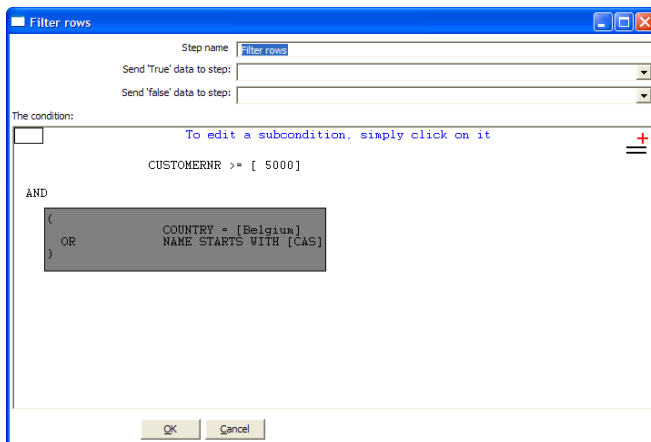 Filter rows
Step name Filter rows
Send 'True' data to step:
Send 'false' data to step:
The condition:
To edit a subcondition, simply click on it
CUSTOMERNR >= [ 5000]
AND
(
COUNTRY = [Belgium]
OR NAME STARTS WITH [CAS]
)
OK Cancel